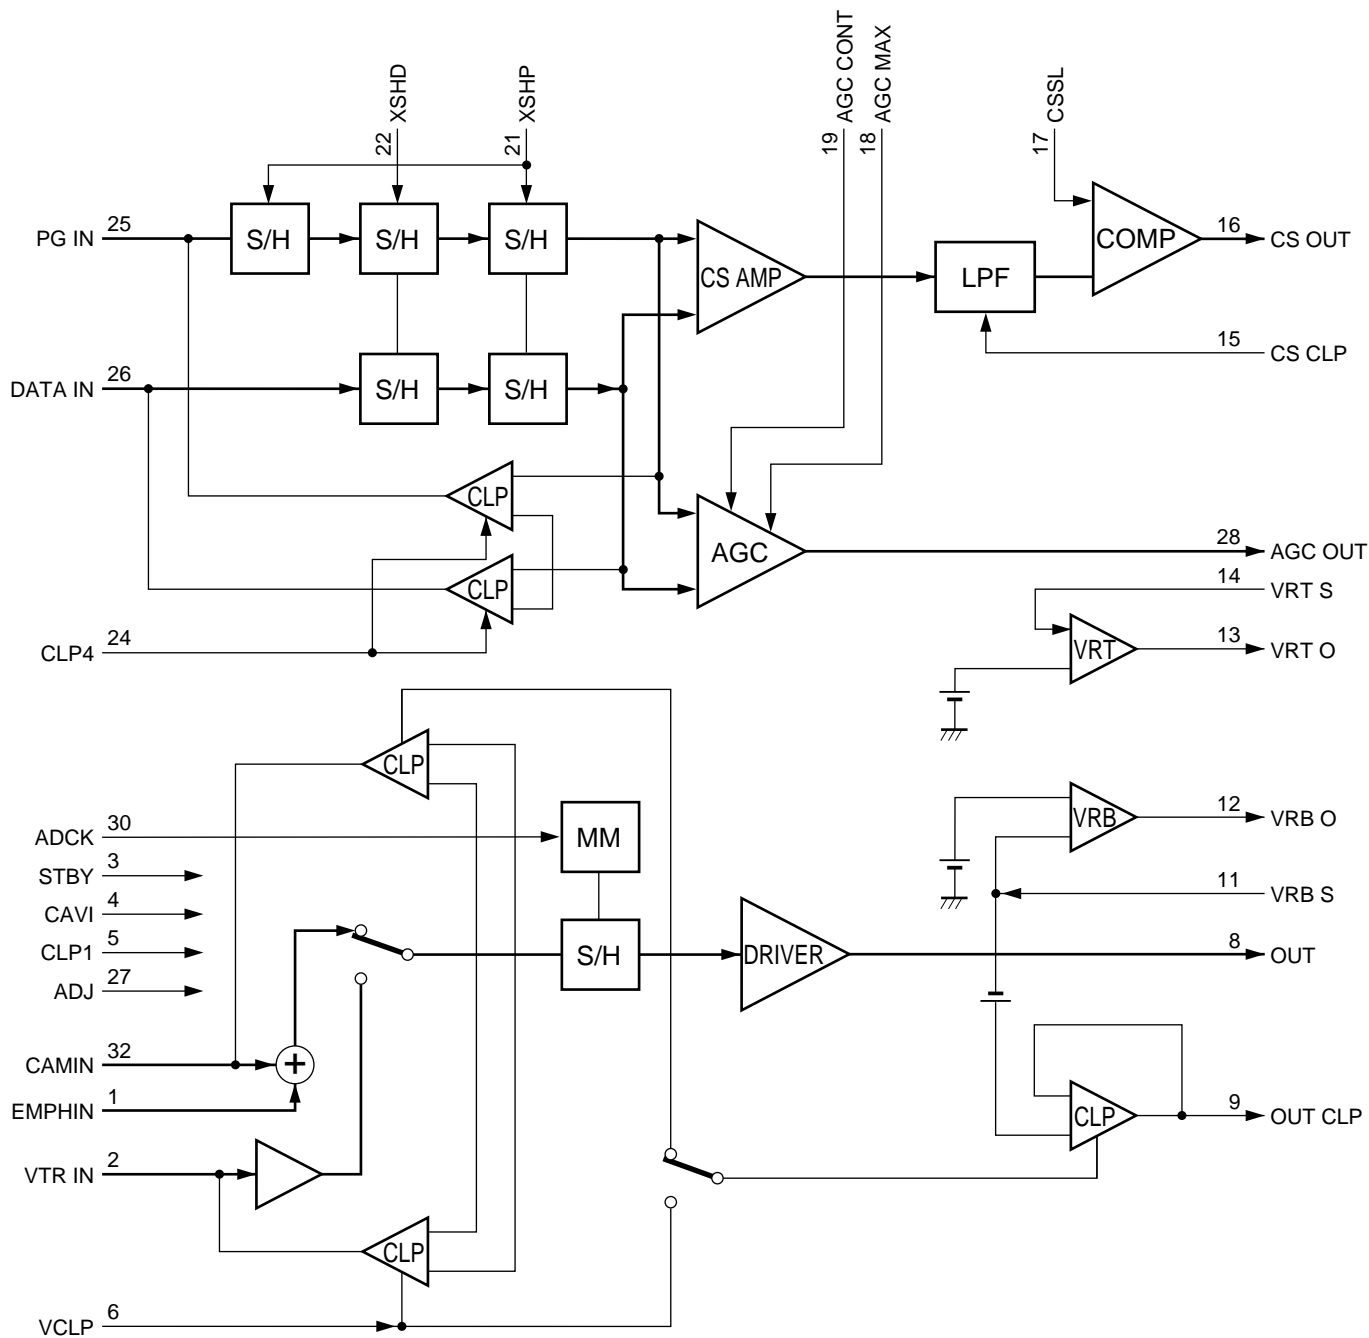 AGC CONT
AGC MAX
XSHD
XSHP
CSSL
22
21
19
18
17
PG IN 25
S/H
S/H
S/H
CS AMP
LPF
COMP
16 CS OUT
15 CS CLP
DATA IN 26
S/H
S/H
CLP
AGC
28 AGC OUT
CLP
14 VRT S
CLP4 24
VRT
13 VRT O
CLP
ADCK 30
MM
VRB
12 VRB O
STBY 3
11 VRB S
CAVI 4
CLP1 5
S/H
DRIVER
8 OUT
ADJ 27
CAMIN 32
+
EMPHIN 1
CLP
9 OUT CLP
VTR IN 2
CLP
VCLP 6